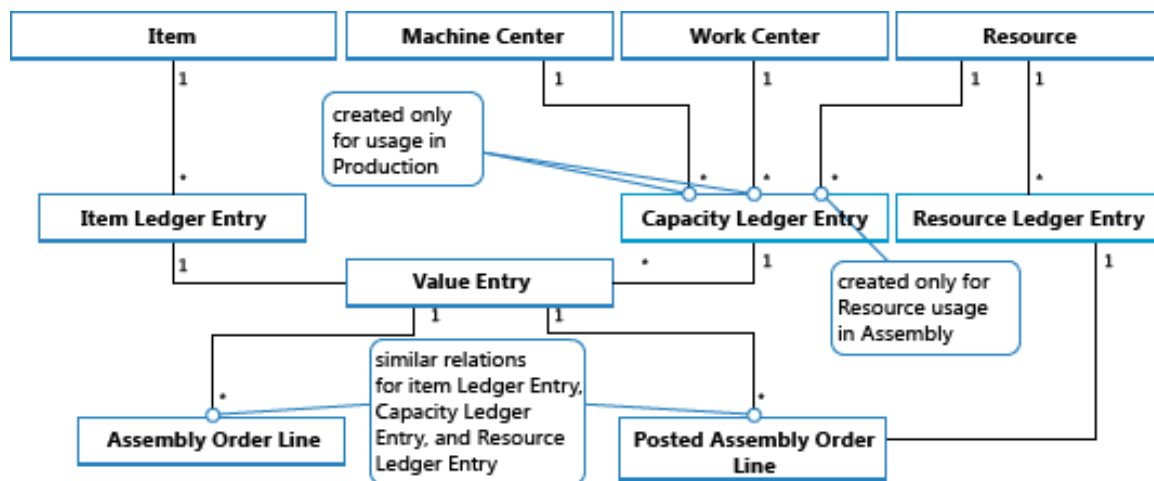 Item
Machine Center
Work Center
Resource
1
1
1
1
1
created only
for usage in
Production
*
*
*
*
*
Item Ledger Entry
Capacity Ledger Entry
Resource Ledger Entry
1
*
1
1
Value Entry
created only for
Resource usage
in Assembly
1
1
similar relations
for item Ledger Entry,
Capacity Ledger
Entry, and Resource
Ledger Entry
*
*
Assembly Order Line
Posted Assembly Order
Line